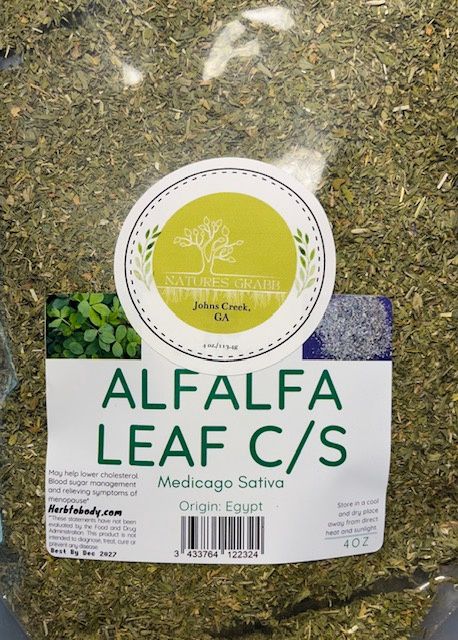 NATURES GRABB
Johns Creek,
GA
4 oz./113.4g
ALFALFA
LEAF C/S
Medicago Sativa
Origin: Egypt
May help lower cholesterol.
Blood sugar management
and relieving symptoms of
menopause*
Herbtobody.com
*These statements have not been
evaluated by the Food and Drug
Administration. This product is not
intended to diagnose, treat, cure or
prevent any disease.
Best By Dec 2027
3 433764 122324
Store in a cool
and dry place
away from direct
heat and sunlight.
4 OZ